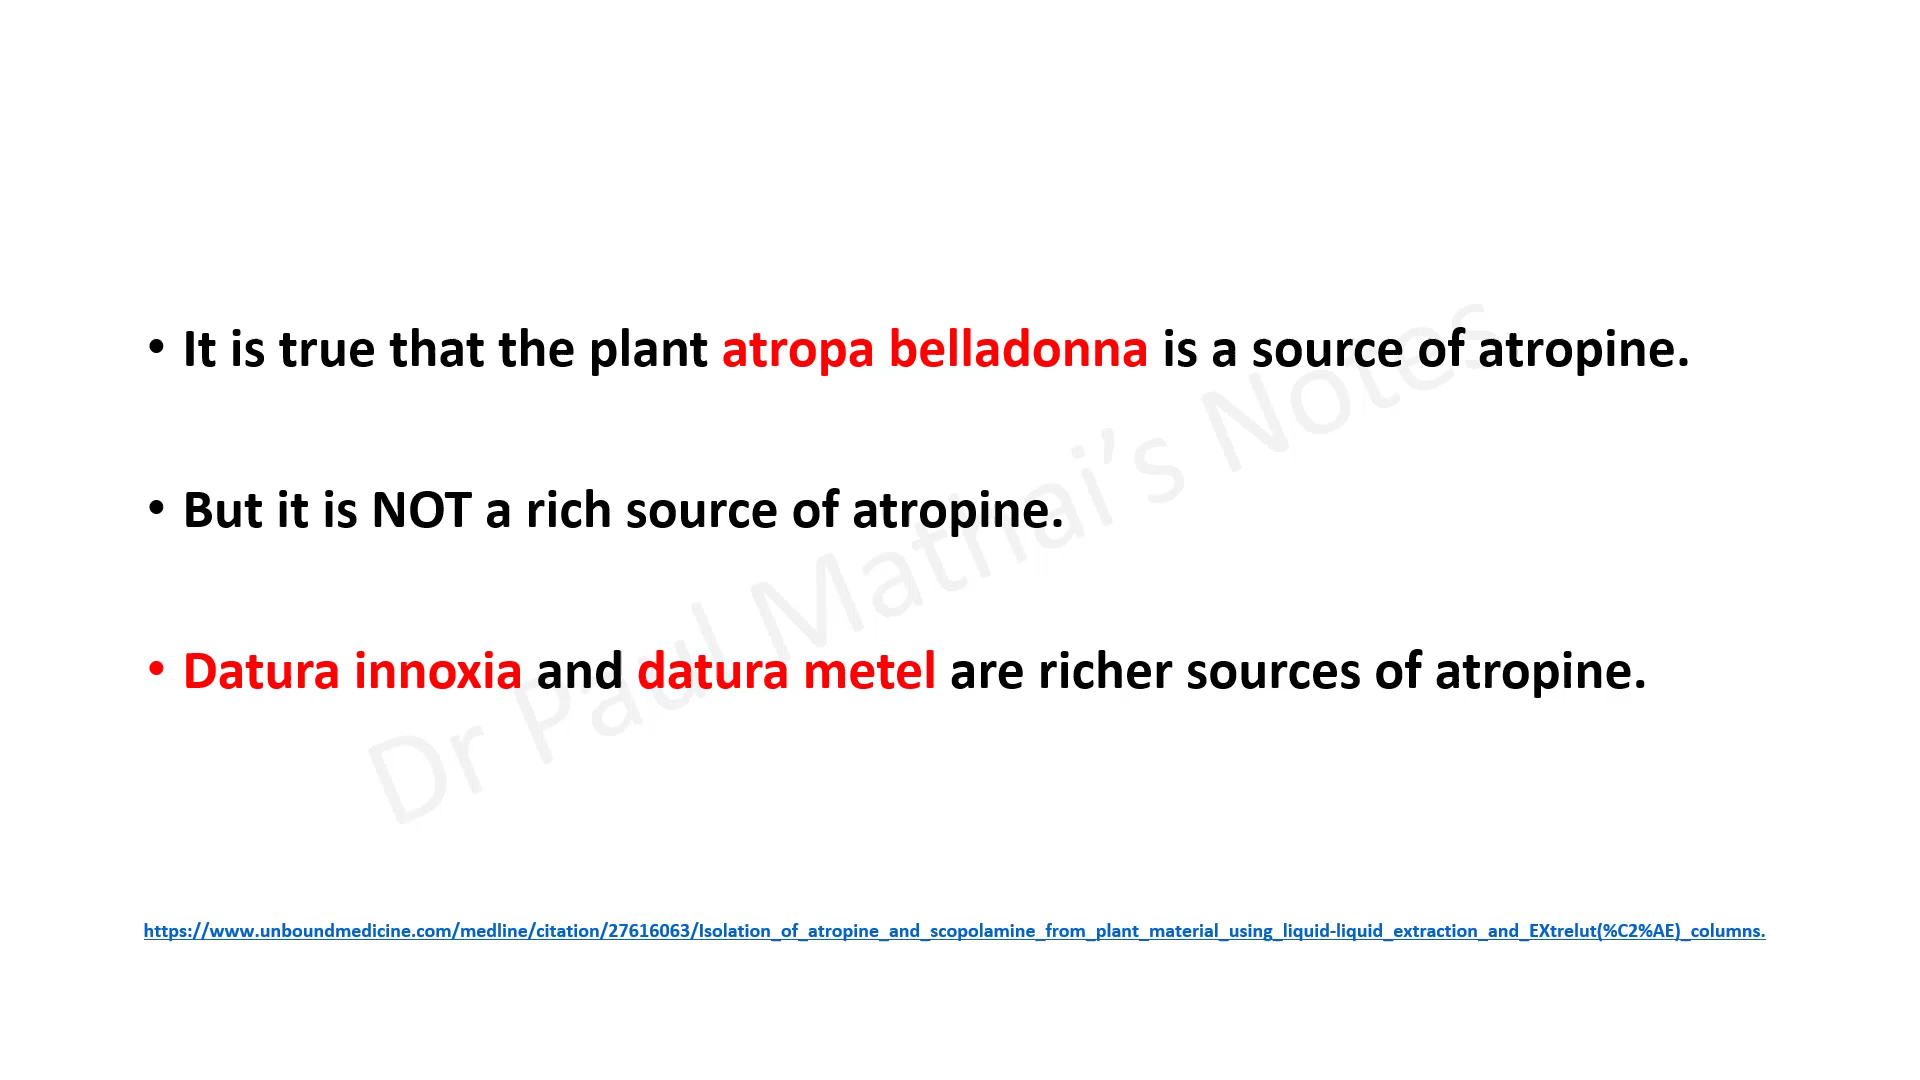 • It is true that the plant atropa belladonna is a source of atropine.
• But it is NOT a rich source of atropine.
• Datura innoxia and datura metel are richer sources of atropine.
Dr Paul Mathai’s Notes
https://www.unboundmedicine.com/medline/citation/27616063/Isolation_of_atropine_and_scopolamine_from_plant_material_using_liquid-liquid_extraction_and_EXtrelut(%C2%AE)_columns.